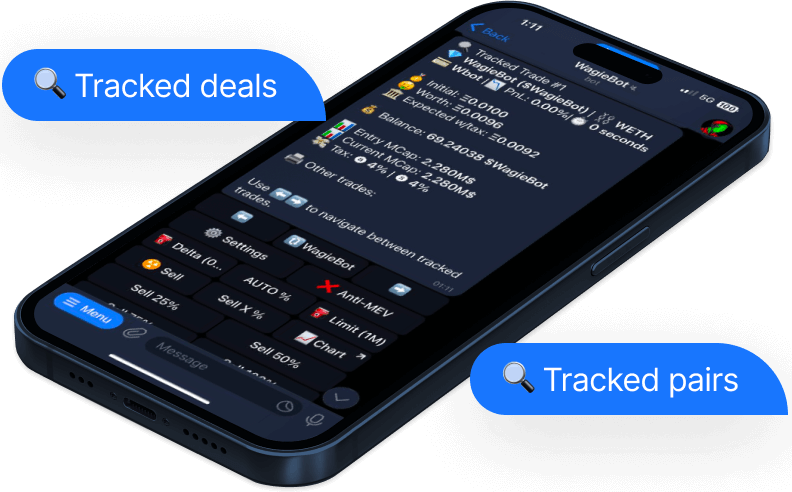 Tracked deals
1:11
5G 100
Back
WagieBot
bot
Tracked Trade #1
WagieBot ($WagieBot) | WETH
Wbot | PnL: 0.00% | 0 seconds
Initial: Ξ0.0100
Worth: Ξ0.0096
Expected w/tax: Ξ0.0092
Balance: 69.24038 $WagieBot
Entry MCap: 2.280M$
Current MCap: 2.280M$
Tax: 4% | 4%
Other trades:
Use ⬅️➡️ to navigate between tracked
trades.
01:11
Settings
WagieBot
Delta (0...
AUTO %
Anti-MEV
Sell
Sell X %
Limit (1M)
Sell 25%
Sell 50%
Chart
Menu
Message
Tracked pairs